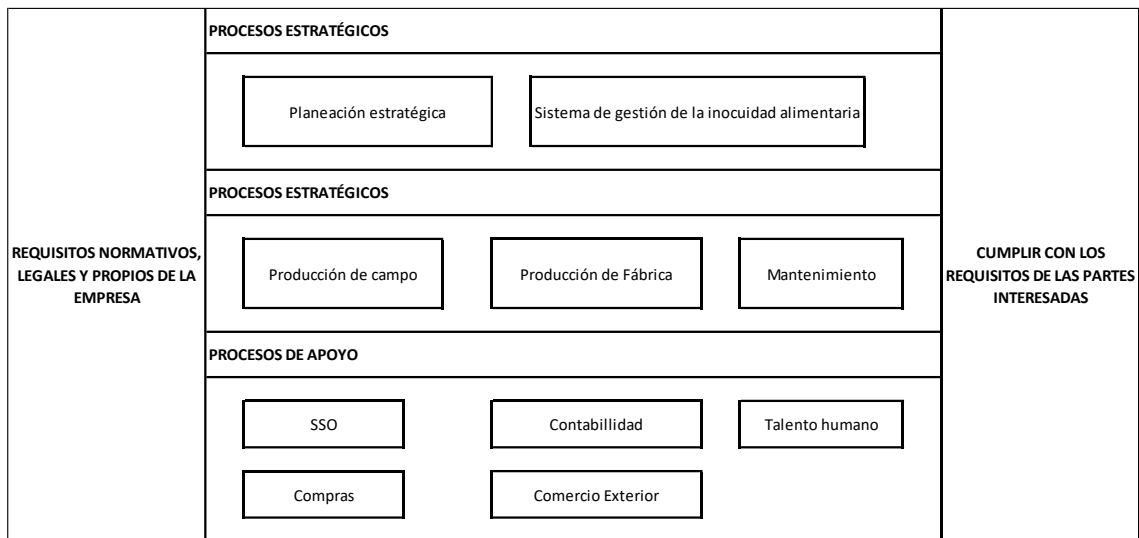 PROCESOS ESTRATÉGICOS
Planeación estratégica
Sistema de gestión de la inocuidad alimentaria
PROCESOS ESTRATÉGICOS
REQUISITOS NORMATIVOS,
LEGALES Y PROPIOS DE LA
EMPRESA
Producción de campo
Producción de Fábrica
Mantenimiento
CUMPLIR CON LOS
REQUISITOS DE LAS PARTES
INTERESADAS
PROCESOS DE APOYO
SSO
Contabillidad
Talento humano
Compras
Comercio Exterior